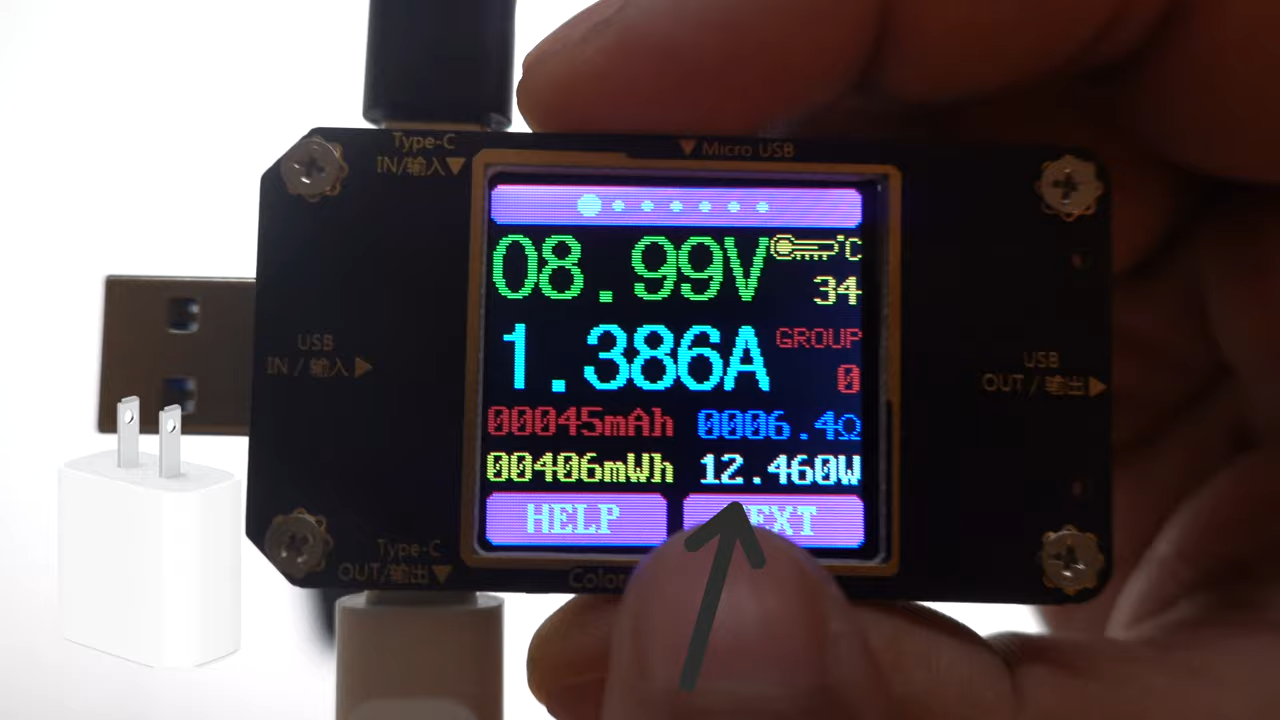 Type-C
IN/输入▼
▼ Micro USB
08.99V
°C
34
1.386A
GROUP
0
USB
IN / 输入 ▶
USB
OUT / 输出▶
00045mAh
0006.4Ω
00406mWh
12.460W
HELP
Type-C
OUT/输出▼